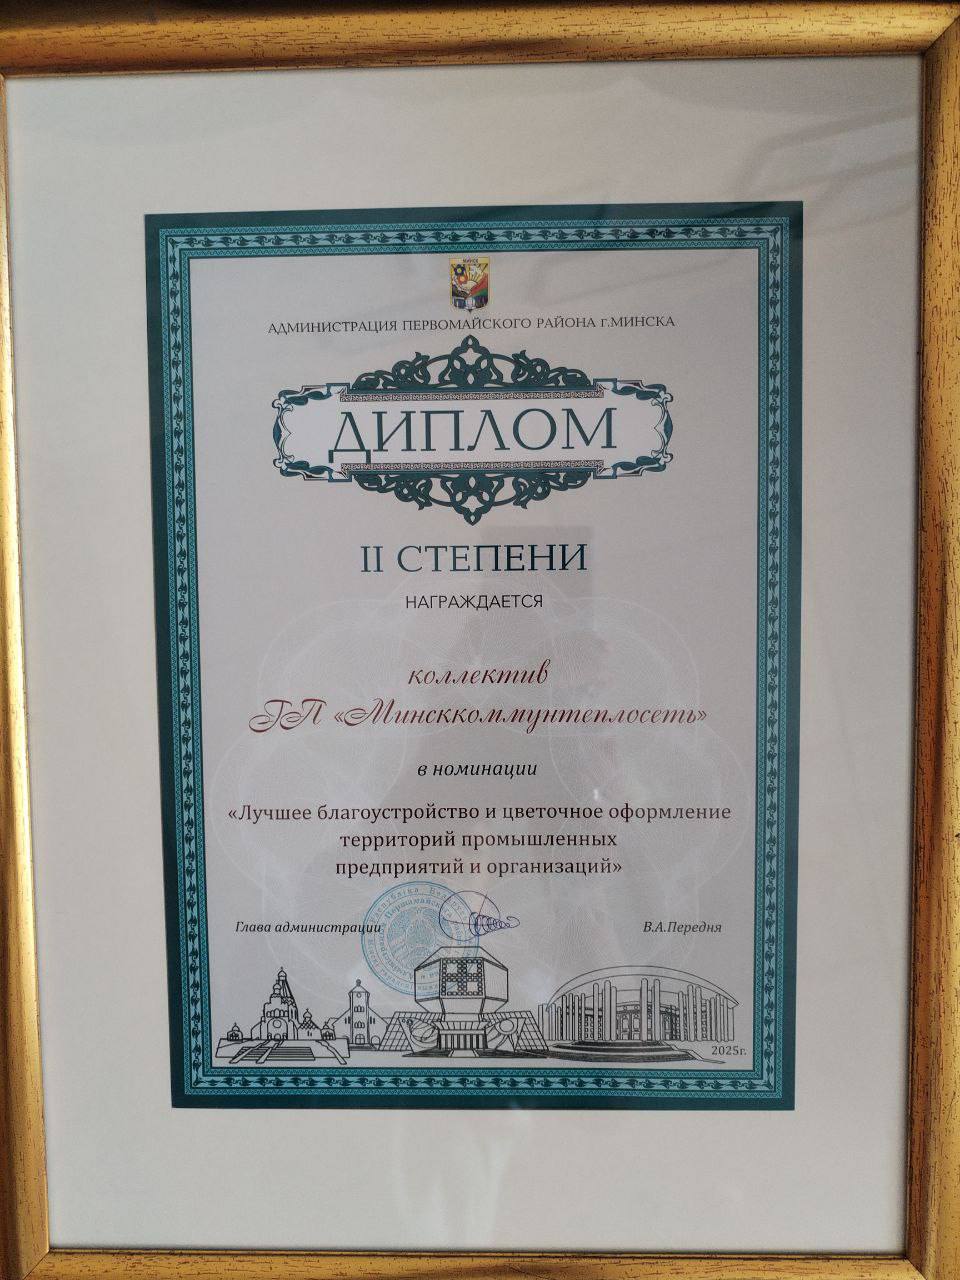 МИНСК
АДМИНИСТРАЦИЯ ПЕРВОМАЙСКОГО РАЙОНА г.МИНСКА
ДИПЛОМ
II СТЕПЕНИ
НАГРАЖДАЕТСЯ
коллектив
ГП «Минсккоммунтеплосеть»
в номинации
«Лучшее благоустройство и цветочное оформление
территорий промышленных
предприятий и организаций»
Глава администрации
В.А.Передня
2025г.